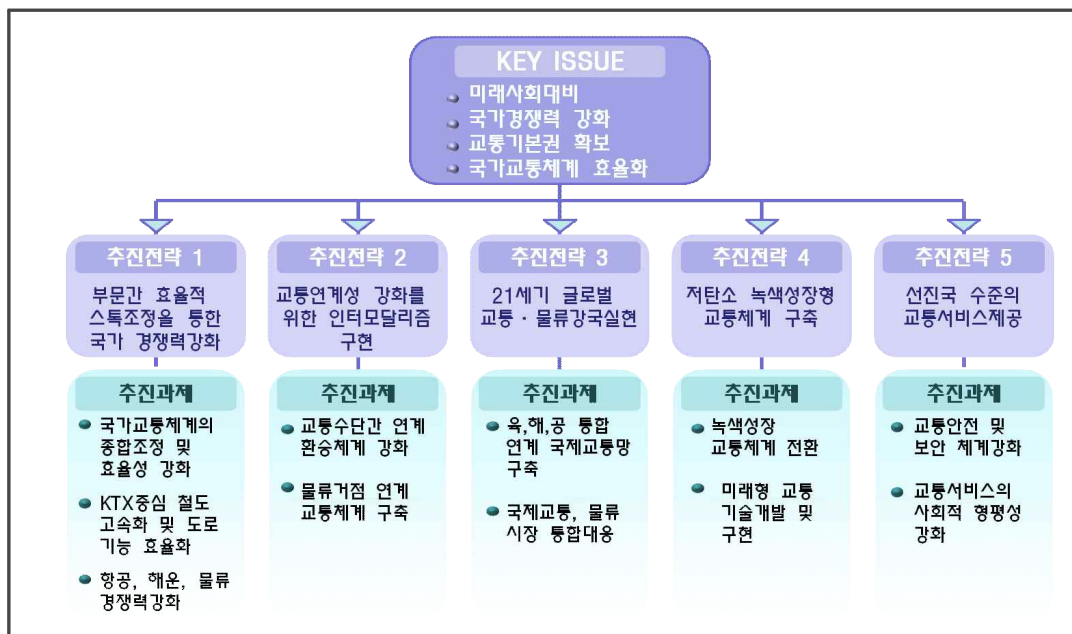 KEY ISSUE
미래사회대비
국가경쟁력 강화
교통기본권 확보
국가교통체계 효율화
추진전략 1
부문간 효율적
스톡조정을 통한
국가 경쟁력강화
추진과제
국가교통체계의
종합조정 및
효율성 강화
KTX중심 철도
고속화 및 도로
기능 효율화
항공, 해운, 물류
경쟁력강화
추진전략 2
교통연계성 강화를
위한 인터모달리즘
구현
추진과제
교통수단간 연계
환승체계 강화
물류거점 연계
교통체계 구축
추진전략 3
21세기 글로벌
교통 · 물류강국실현
추진과제
육,해,공 통합
연계 국제교통망
구축
국제교통, 물류
시장 통합대응
추진전략 4
저탄소 녹색성장형
교통체계 구축
추진과제
녹색성장
교통체계 전환
미래형 교통
기술개발 및
구현
추진전략 5
선진국 수준의
교통서비스제공
추진과제
교통안전 및
보안 체계강화
교통서비스의
사회적 형평성
강화